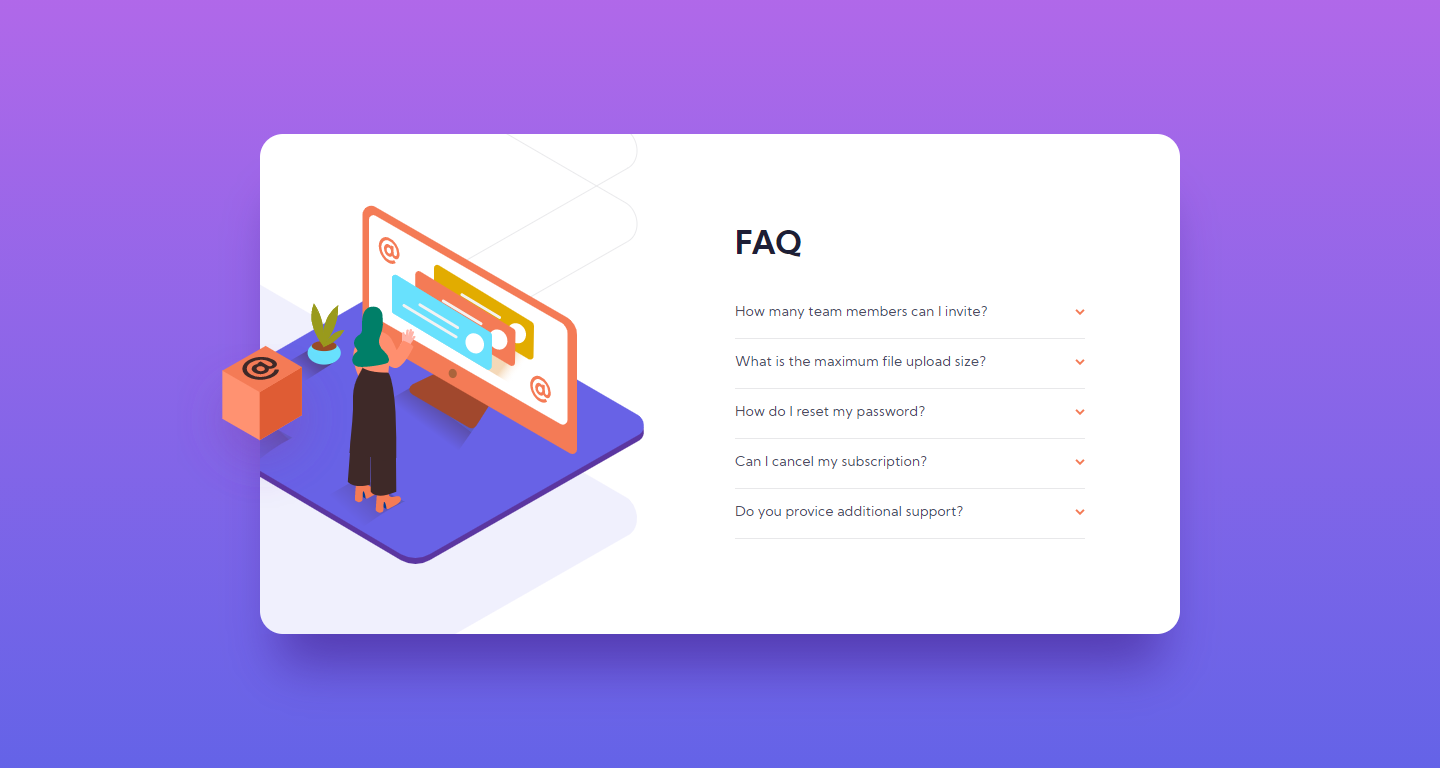 @
@
@
FAQ
How many team members can I invite?
What is the maximum file upload size?
How do I reset my password?
Can I cancel my subscription?
Do you provice additional support?